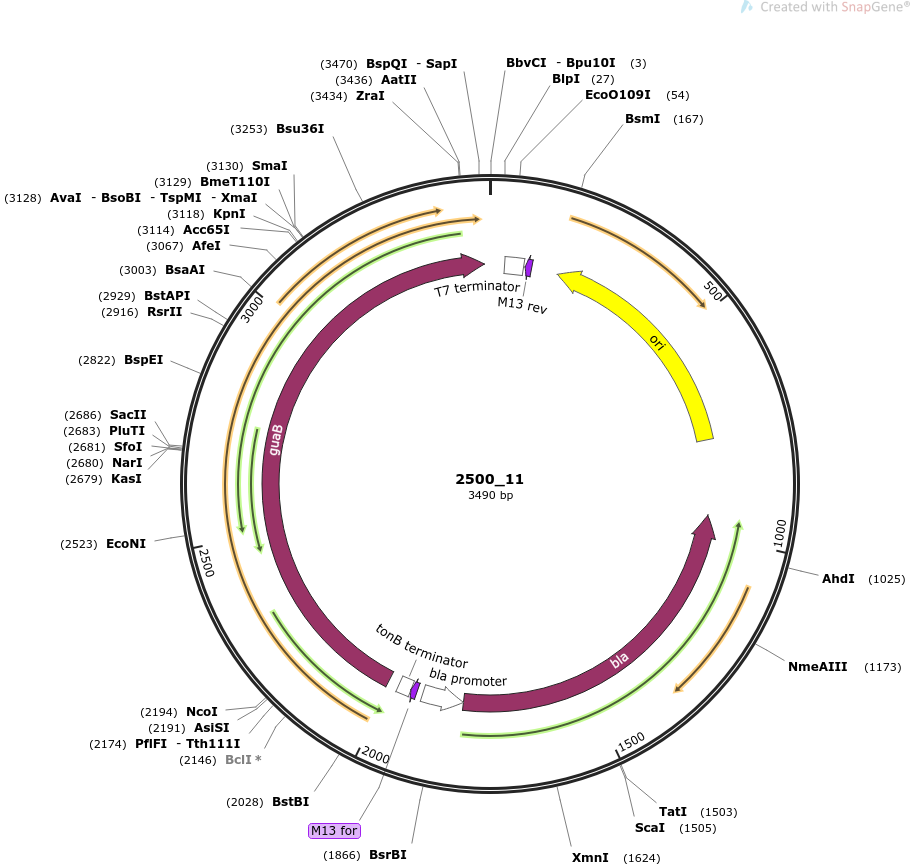 Created with SnapGene®
(3470) BspQI - SapI
(3436) AatII
(3434) ZraI
(3253) Bsu36I
(3130) SmaI
(3129) BmeT110I
(3128) AvaI - BsoBI - TspMI - XmaI
(3118) KpnI
(3114) Acc65I
(3067) AfeI
(3003) BsaAI
(2929) BstAPI
(2916) RsrII
(2822) BspEI
(2686) SacII
(2683) PluTI
(2681) SfoI
(2680) NarI
(2679) KasI
(2523) EcoNI
(2194) NcoI
(2191) AsiSI
(2174) PflFI - Tth111I
(2146) BclI *
(2028) BstBI
M13 for
(1866) BsrBI
BbvCI - Bpu10I (3)
BlpI (27)
EcoO109I (54)
BsmI (167)
AhdI (1025)
NmeAIII (1173)
TatI (1503)
ScaI (1505)
XmnI (1624)
500
1000
1500
2000
2500
3000
T7 terminator
M13 rev
ori
guaB
2500_11
3490 bp
tonB terminator
bla promoter
bla